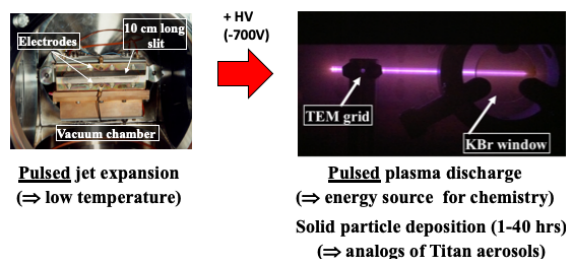 Electrodes
10 cm long
slit
Vacuum chamber
Pulsed jet expansion
(⇒ low temperature)
+ HV
(-700V)
TEM grid
KBr window
Pulsed plasma discharge
(⇒ energy source for chemistry)
Solid particle deposition (1-40 hrs)
(⇒ analogs of Titan aerosols)